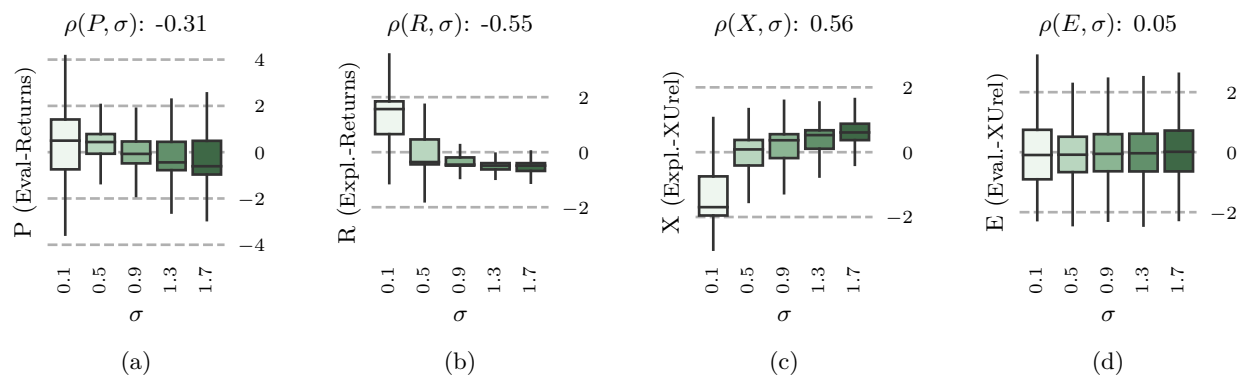 ρ(P, σ): -0.31
P (Eval-Returns)
4
2
0
−2
−4
0.1
0.5
0.9
1.3
1.7
σ
(a)
ρ(R, σ): -0.55
R (Expl.-Returns)
2
0
−2
0.1
0.5
0.9
1.3
1.7
σ
(b)
ρ(X, σ): 0.56
X (Expl.-XUrel)
2
0
−2
0.1
0.5
0.9
1.3
1.7
σ
(c)
ρ(E, σ): 0.05
E (Eval.-XUrel)
2
0
−2
0.1
0.5
0.9
1.3
1.7
σ
(d)